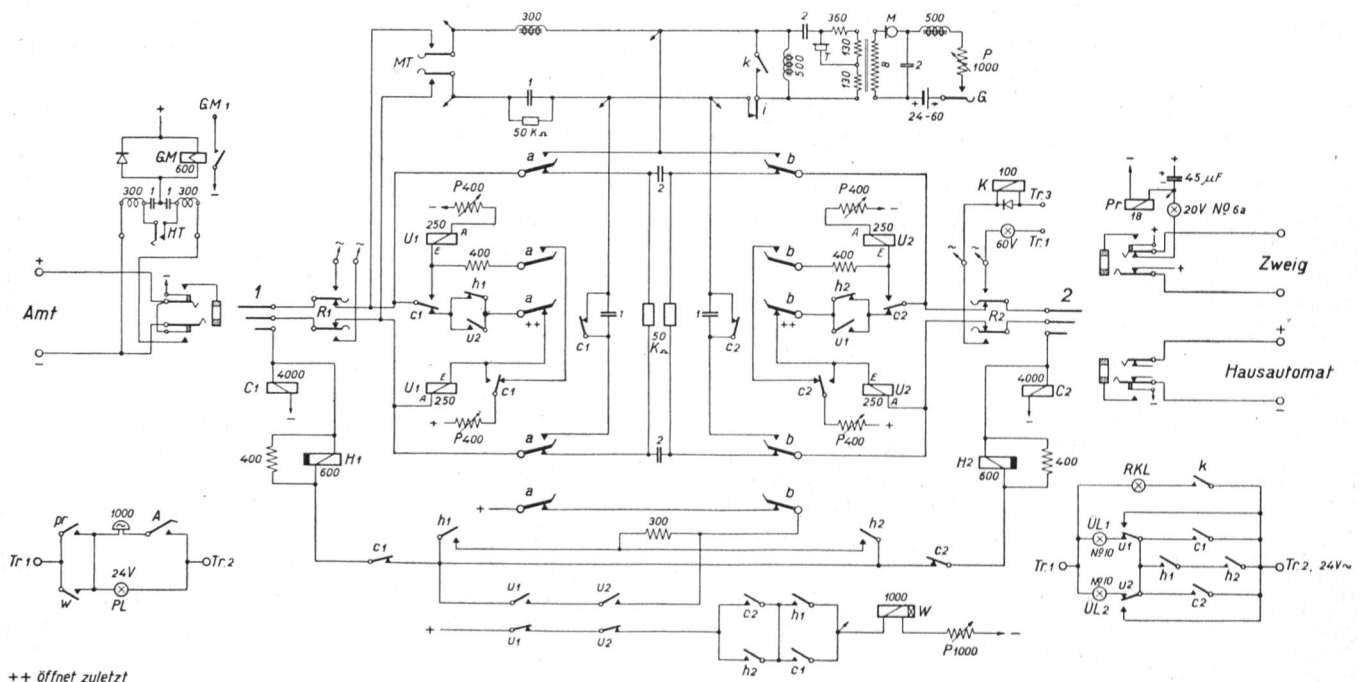 MT
300
2
360
M
500
P
1000
k
500
T
130
130
8
2
G
i
24-60
1
50 KΩ
+
GM1
GM
600
-
300
1
1
300
HT
Amt
+
-
-
~
~
1
R1
a
b
2
P400
-
250
U1
A
E
400
a
c1
h1
U2
a
++
U1
250
E
A
c1
+
P400
a
c1
1
50
KΩ
1
c2
2
P400
-
250
U2
A
E
400
b
b
++
h2
U1
c2
c2
250
U2
E
A
P400
+
b
K
100
Tr.3
60V
Tr.1
~
~
R2
2
-
Pr
18
+
+
-
45 µF
20V № 6a
+
-
+
Zweig
+
Hausautomat
-
-
C1
4000
-
400
H1
600
4000
C2
-
H2
600
400
a
b
+
300
h1
h2
c1
c2
u1
u2
+
u1
u2
c2
h1
h2
c1
1000
W
P1000
-
pr
1000
A
Tr.1
Tr.2
w
24V
PL
RKL
k
ÜL1
№10
u1
c1
Tr.1
h1
h2
Tr.2, 24V~
№10
u2
c2
ÜL2
++ öffnet zuletzt